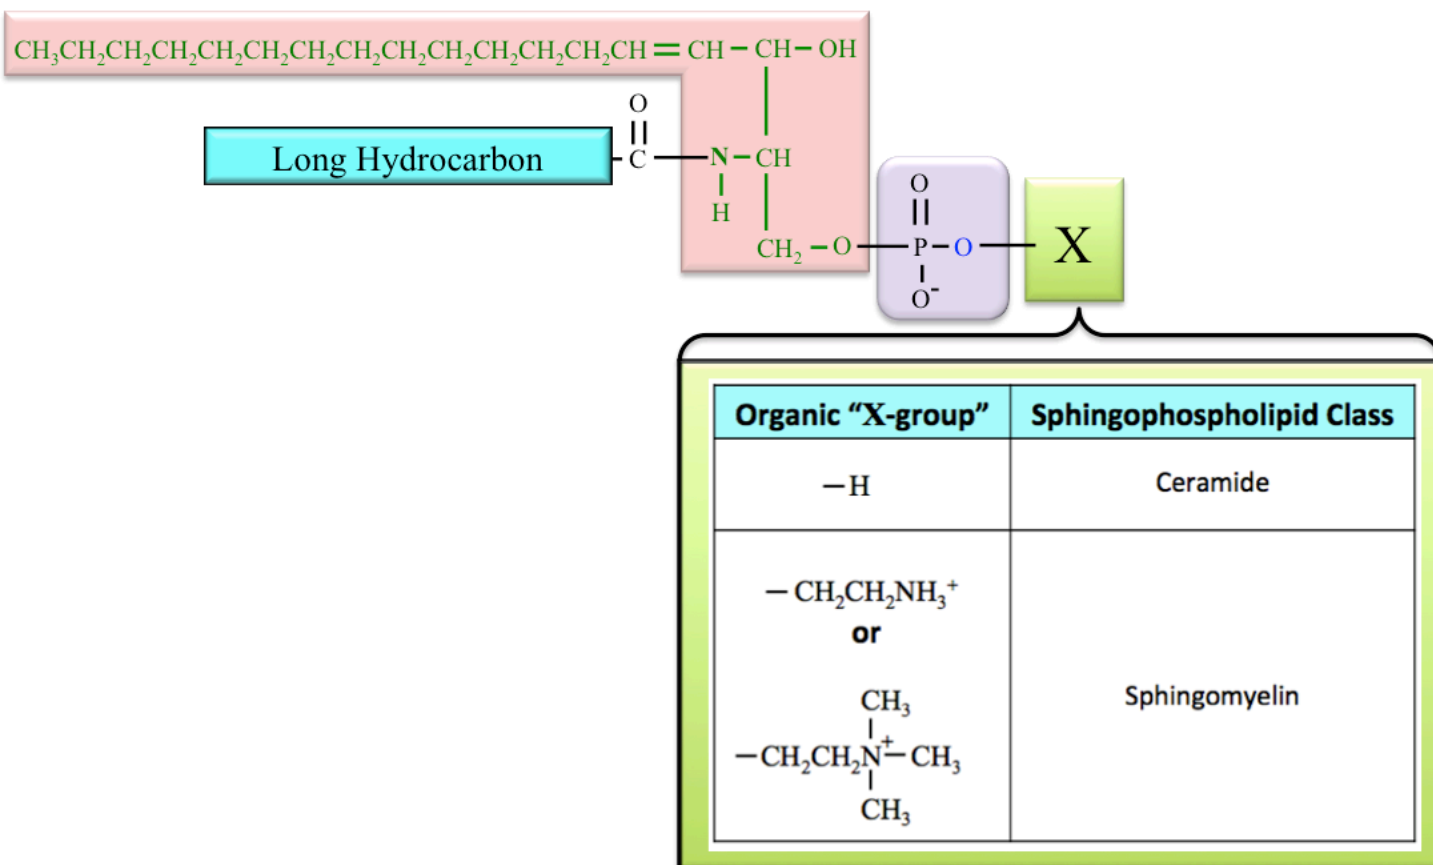 CH₃CH₂CH₂CH₂CH₂CH₂CH₂CH₂CH₂CH₂CH₂CH₂CH₂CH=CH–CH–OH
O
Long Hydrocarbon
C
N–CH
H
CH₂–O
O
P–O
O⁻
X
Organic “X-group”
Sphingophospholipid Class
–H
Ceramide
–CH₂CH₂NH₃⁺
or
CH₃
–CH₂CH₂N⁺–CH₃
CH₃
Sphingomyelin